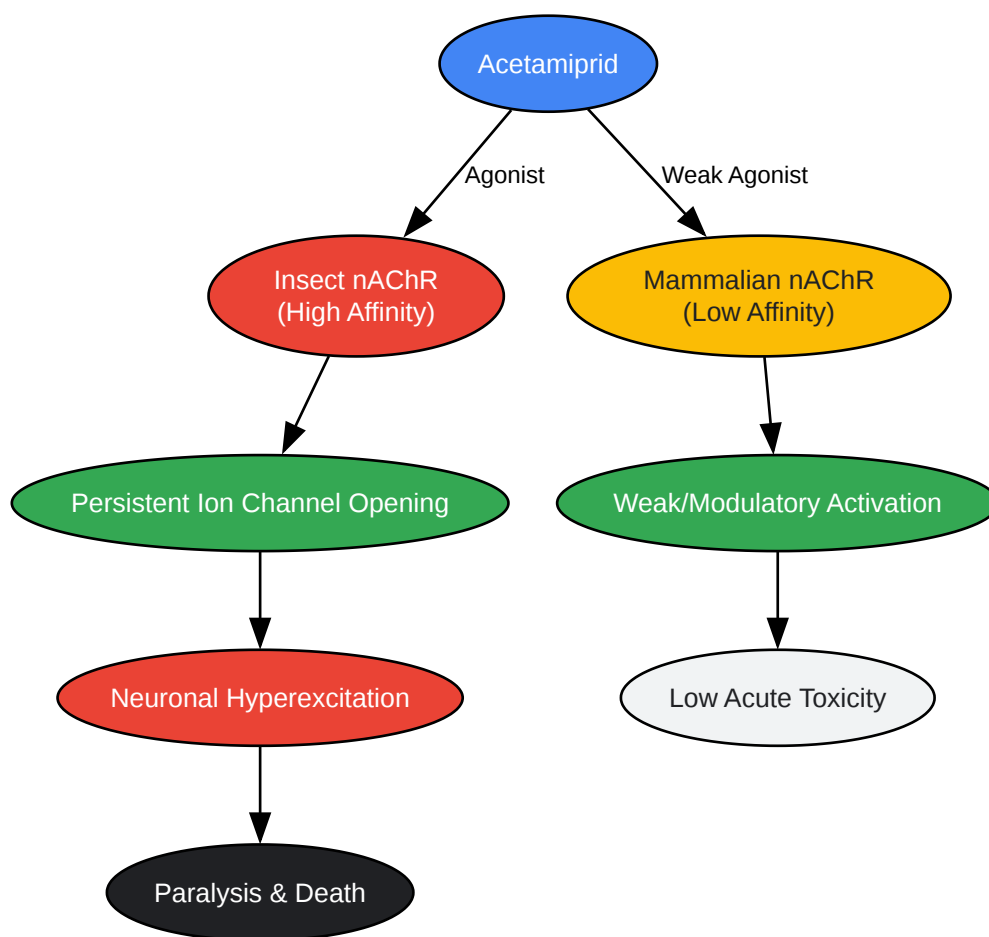 Acetamiprid
Agonist
Weak Agonist
Insect nAChR
(High Affinity)
Mammalian nAChR
(Low Affinity)
Persistent Ion Channel Opening
Weak/Modulatory Activation
Neuronal Hyperexcitation
Low Acute Toxicity
Paralysis & Death